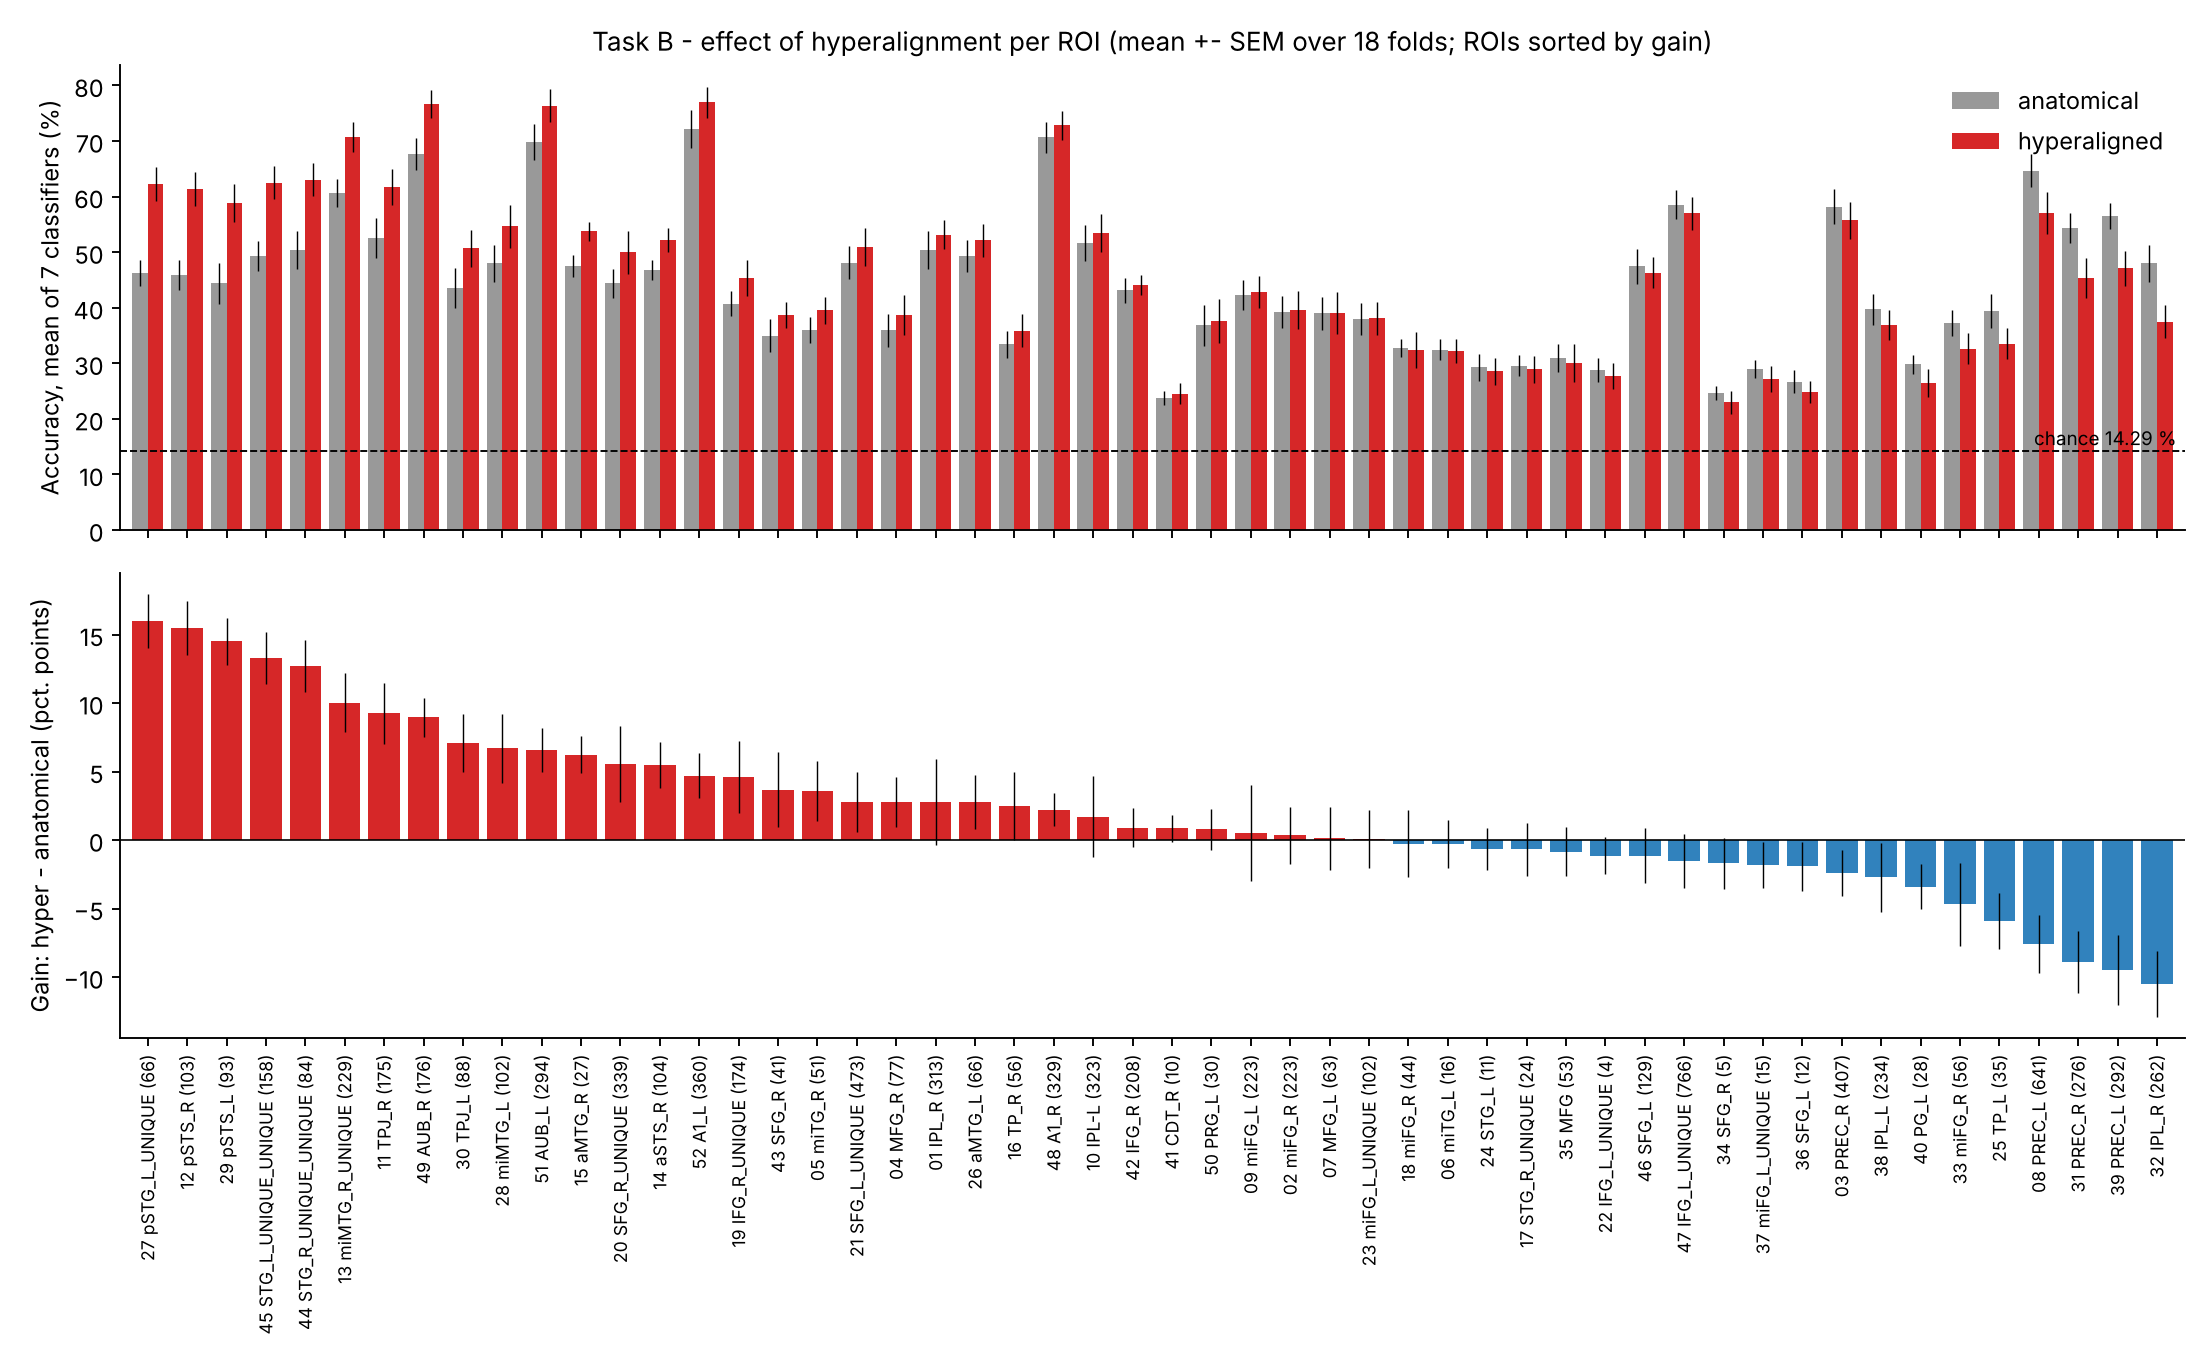 Task B - effect of hyperalignment per ROI (mean +- SEM over 18 folds; ROIs sorted by gain)
Accuracy, mean of 7 classifiers (%)
80
70
60
50
40
30
20
10
0
anatomical
hyperaligned
chance 14.29 %
Gain: hyper - anatomical (pct. points)
15
10
5
0
−5
−10
27 pSTG_L_UNIQUE (66)
12 pSTS_R (103)
29 pSTS_L (93)
45 STG_L_UNIQUE_UNIQUE (158)
44 STG_R_UNIQUE_UNIQUE (84)
13 miMTG_R_UNIQUE (229)
11 TPJ_R (175)
49 AUB_R (176)
30 TPJ_L (88)
28 miMTG_L (102)
51 AUB_L (294)
15 aMTG_R (27)
20 SFG_R_UNIQUE (339)
14 aSTS_R (104)
52 A1_L (360)
19 IFG_R_UNIQUE (174)
43 SFG_R (41)
05 miTG_R (51)
21 SFG_L_UNIQUE (473)
04 MFG_R (77)
01 IPL_R (313)
26 aMTG_L (66)
16 TP_R (56)
48 A1_R (329)
10 IPL-L (323)
42 IFG_R (208)
41 CDT_R (10)
50 PRG_L (30)
09 miFG_L (223)
02 miFG_R (223)
07 MFG_L (63)
23 miFG_L_UNIQUE (102)
18 miFG_R (44)
06 miTG_L (16)
24 STG_L (11)
17 STG_R_UNIQUE (24)
35 MFG (53)
22 IFG_L_UNIQUE (4)
46 SFG_L (129)
47 IFG_L_UNIQUE (766)
34 SFG_R (5)
37 miFG_L_UNIQUE (15)
36 SFG_L (12)
03 PREC_R (407)
38 IPL_L (234)
40 PG_L (28)
33 miFG_R (56)
25 TP_L (35)
08 PREC_L (641)
31 PREC_R (276)
39 PREC_L (292)
32 IPL_R (262)